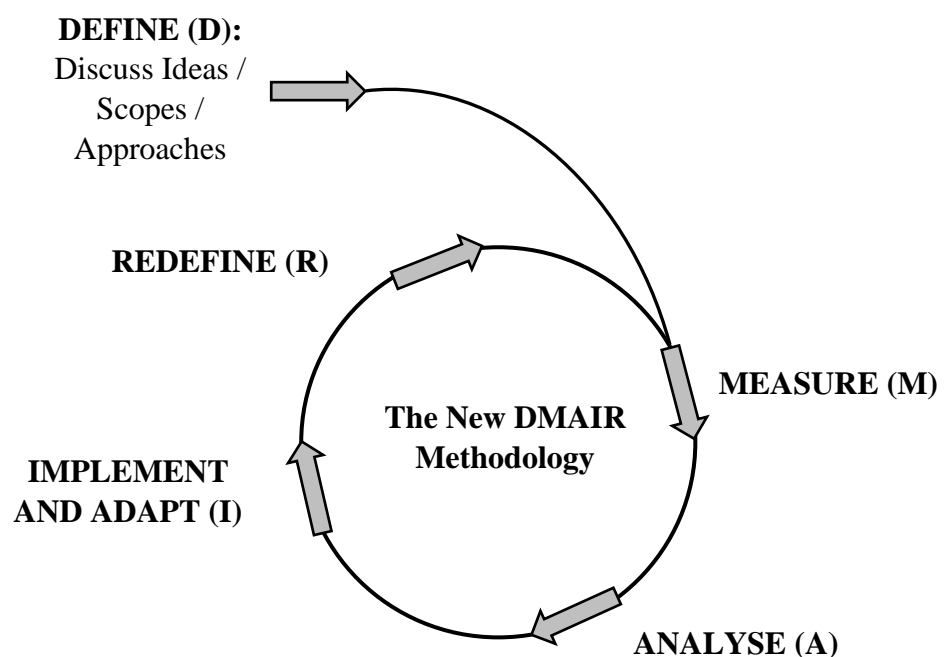 DEFINE (D):
Discuss Ideas /
Scopes /
Approaches
REDEFINE (R)
MEASURE (M)
The New DMAIR
Methodology
IMPLEMENT
AND ADAPT (I)
ANALYSE (A)